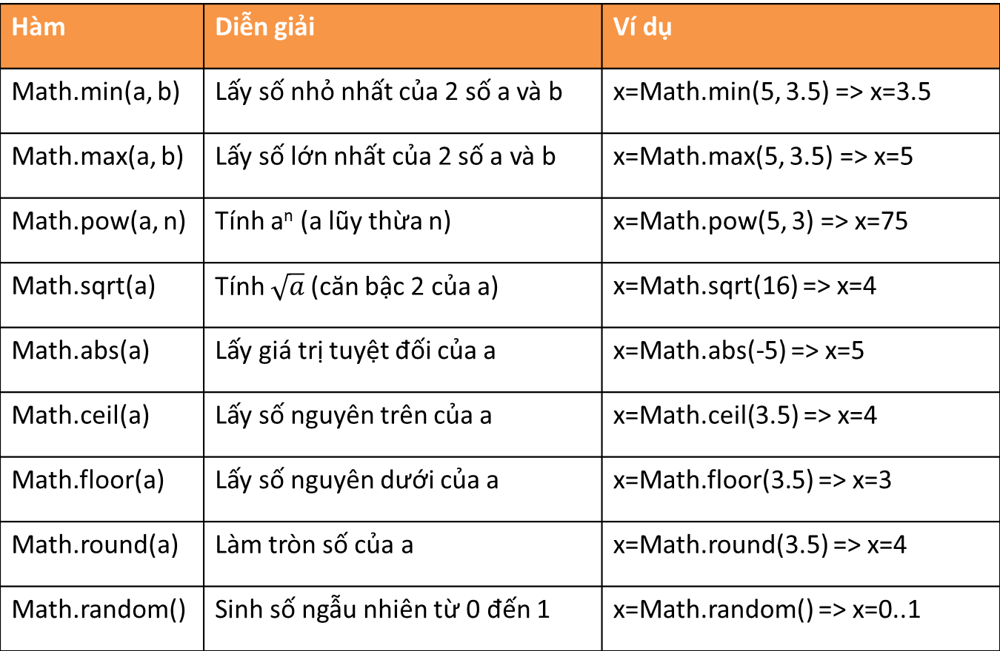 Hàm Diễn giải Ví dụ
Math.min(a, b) Lấy số nhỏ nhất của 2 số a và b x=Math.min(5, 3.5) => x=3.5
Math.max(a, b) Lấy số lớn nhất của 2 số a và b x=Math.max(5, 3.5) => x=5
Math.pow(a, n) Tính aⁿ (a lũy thừa n) x=Math.pow(5, 3) => x=75
Math.sqrt(a) Tính √a (căn bậc 2 của a) x=Math.sqrt(16) => x=4
Math.abs(a) Lấy giá trị tuyệt đối của a x=Math.abs(-5) => x=5
Math.ceil(a) Lấy số nguyên trên của a x=Math.ceil(3.5) => x=4
Math.floor(a) Lấy số nguyên dưới của a x=Math.floor(3.5) => x=3
Math.round(a) Làm tròn số của a x=Math.round(3.5) => x=4
Math.random() Sinh số ngẫu nhiên từ 0 đến 1 x=Math.random() => x=0..1